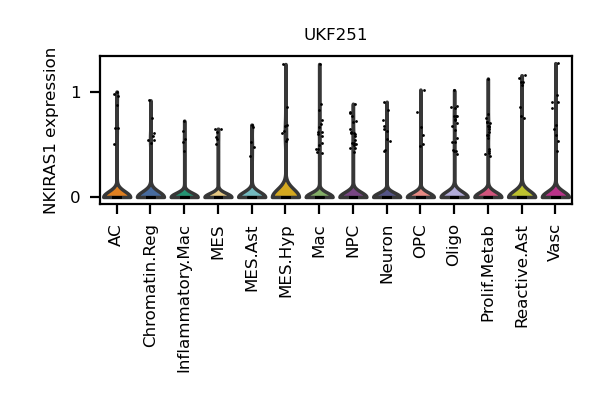 UKF251
NKIRAS1 expression
1
0
AC
Chromatin.Reg
Inflammatory.Mac
MES
MES.Ast
MES.Hyp
Mac
NPC
Neuron
OPC
Oligo
Prolif.Metab
Reactive.Ast
Vasc